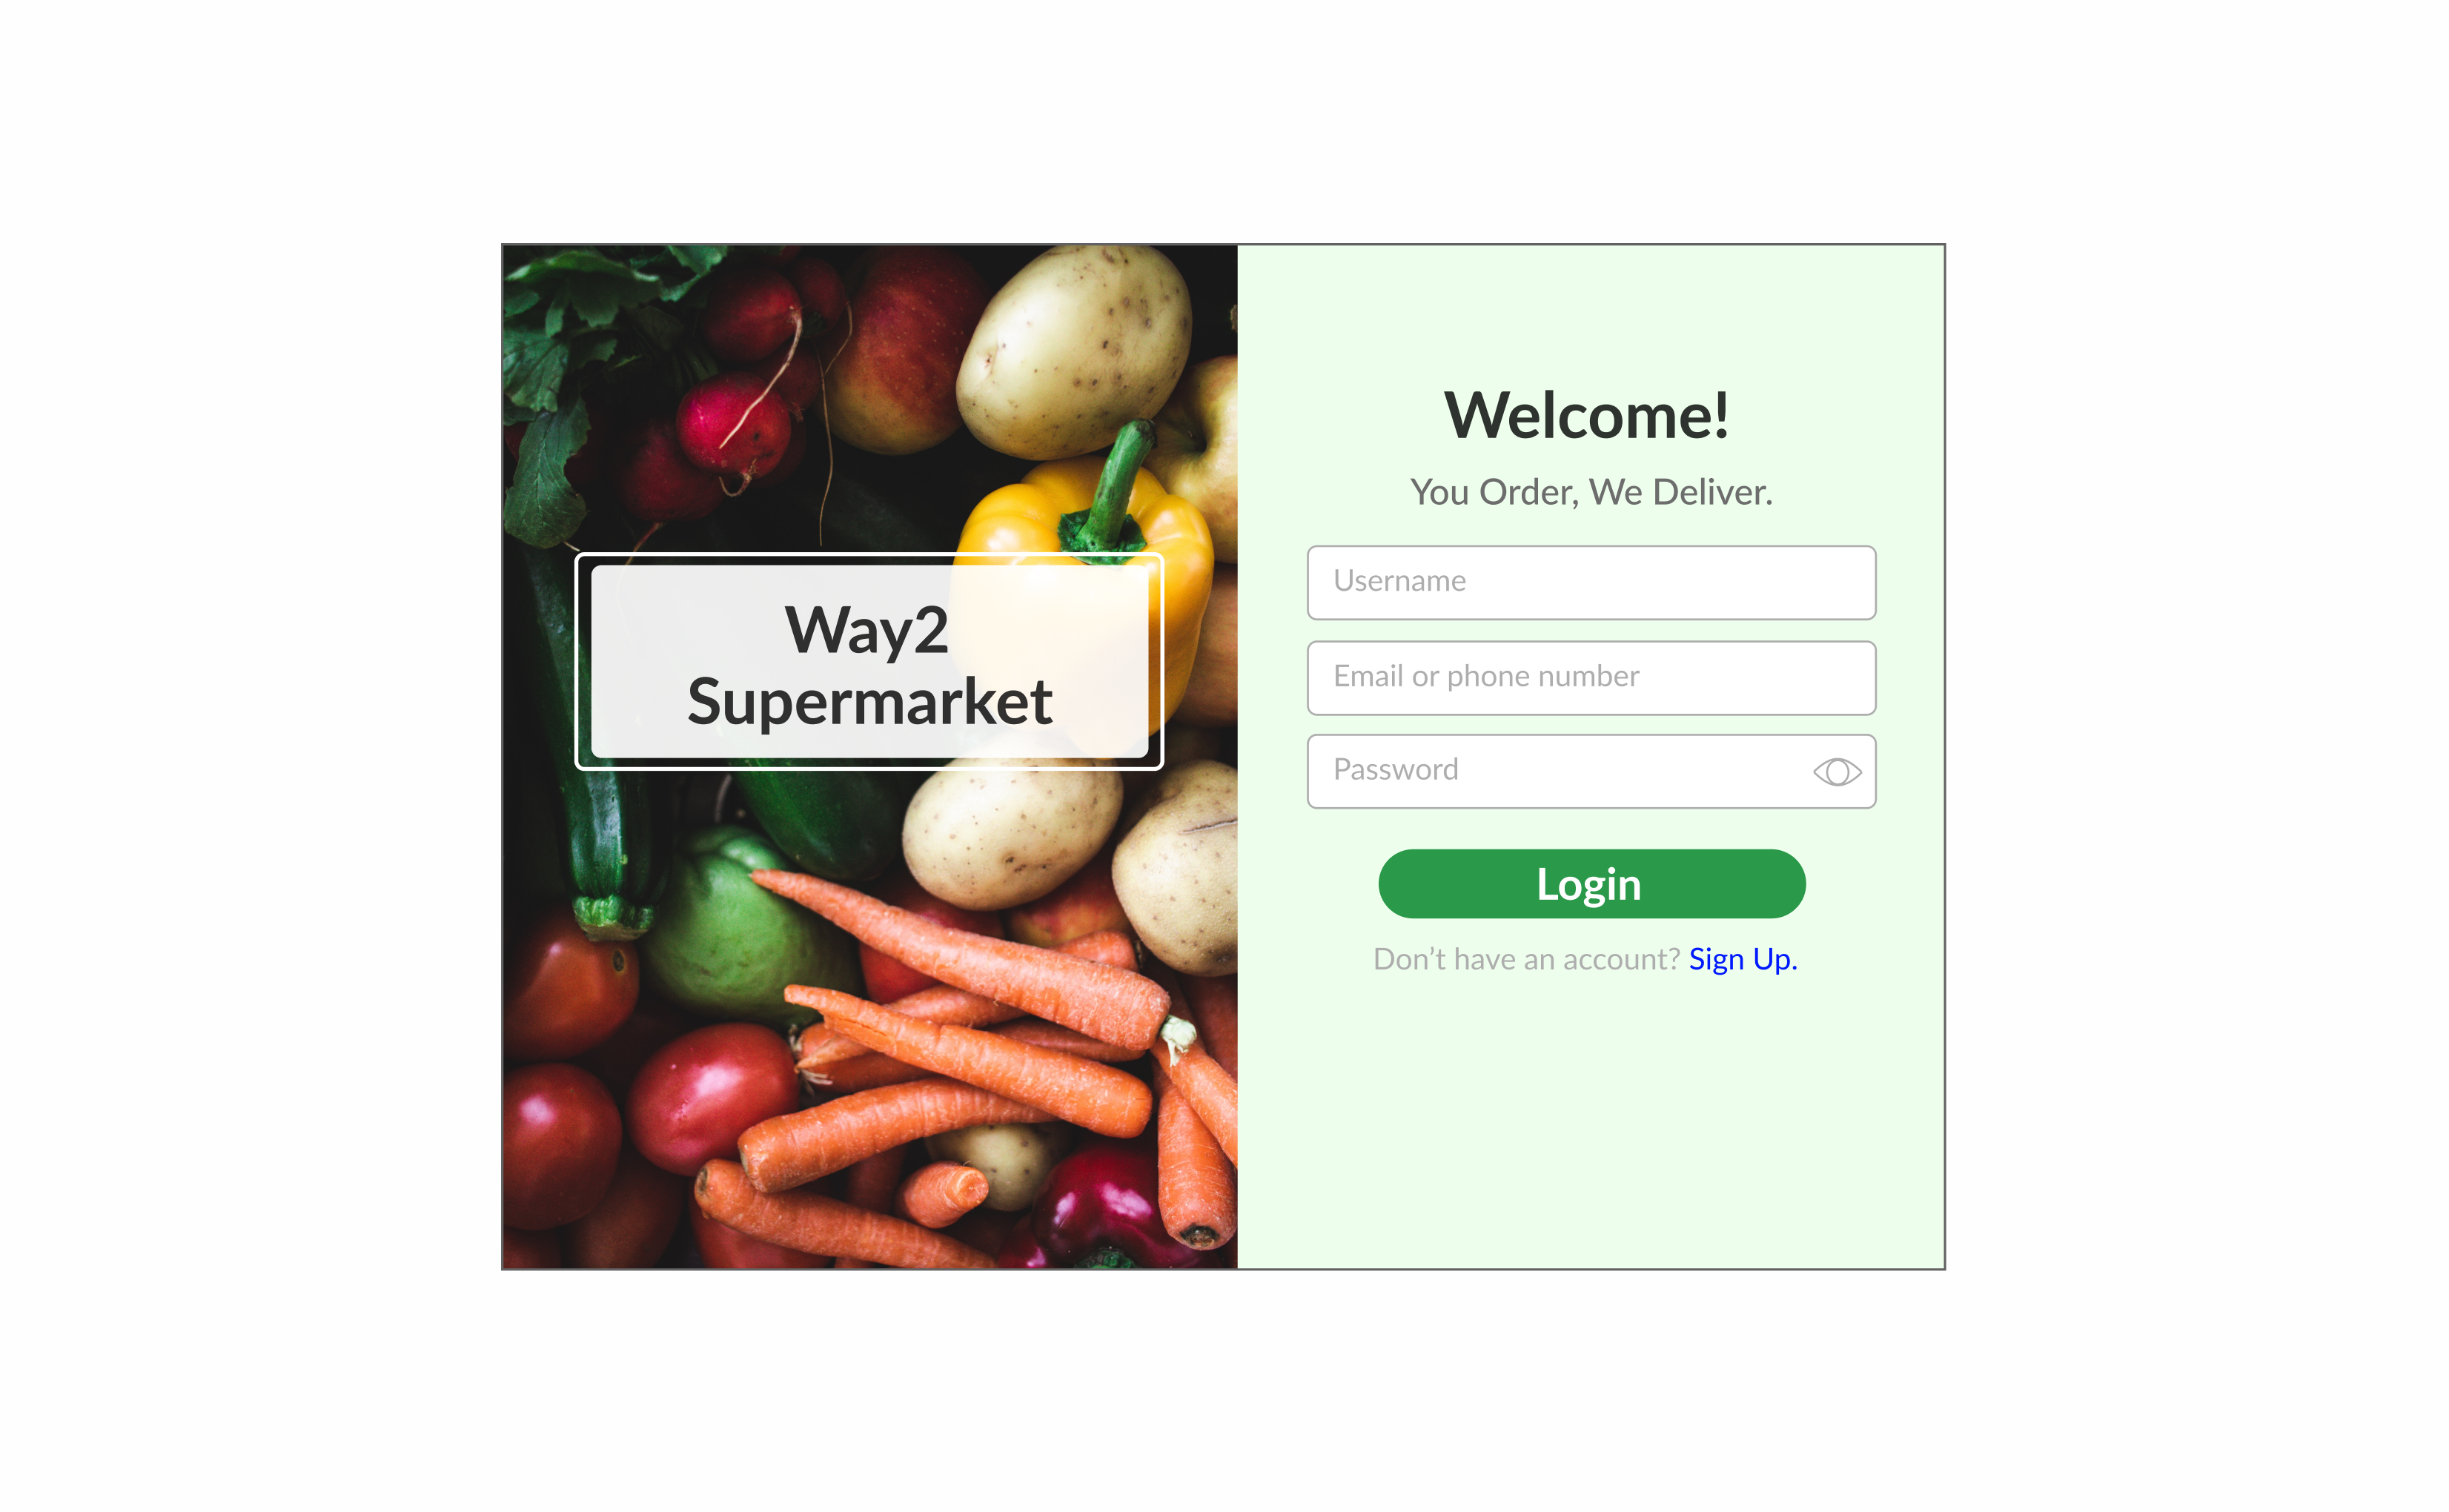 Way2
Supermarket
Welcome!
You Order, We Deliver.
Username
Email or phone number
Password
Login
Don’t have an account? Sign Up.